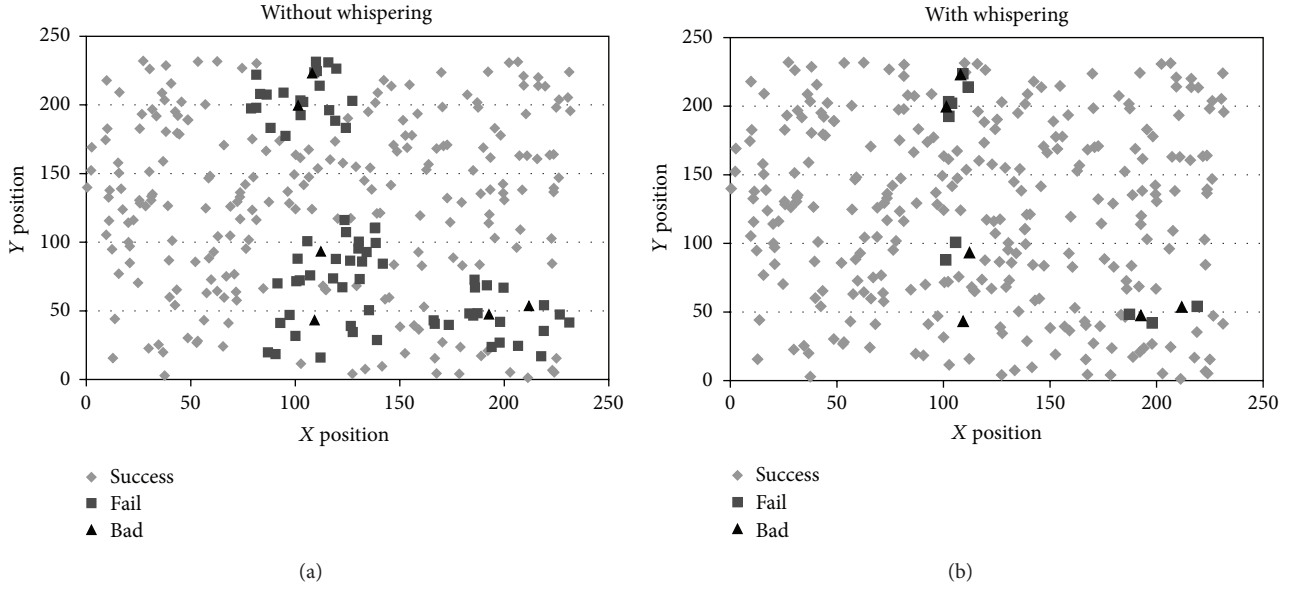 Without whispering
250
200
150
100
50
0
Y position
0 50 100 150 200 250
X position
Success
Fail
Bad
(a)
With whispering
250
200
150
100
50
0
Y position
0 50 100 150 200 250
X position
Success
Fail
Bad
(b)